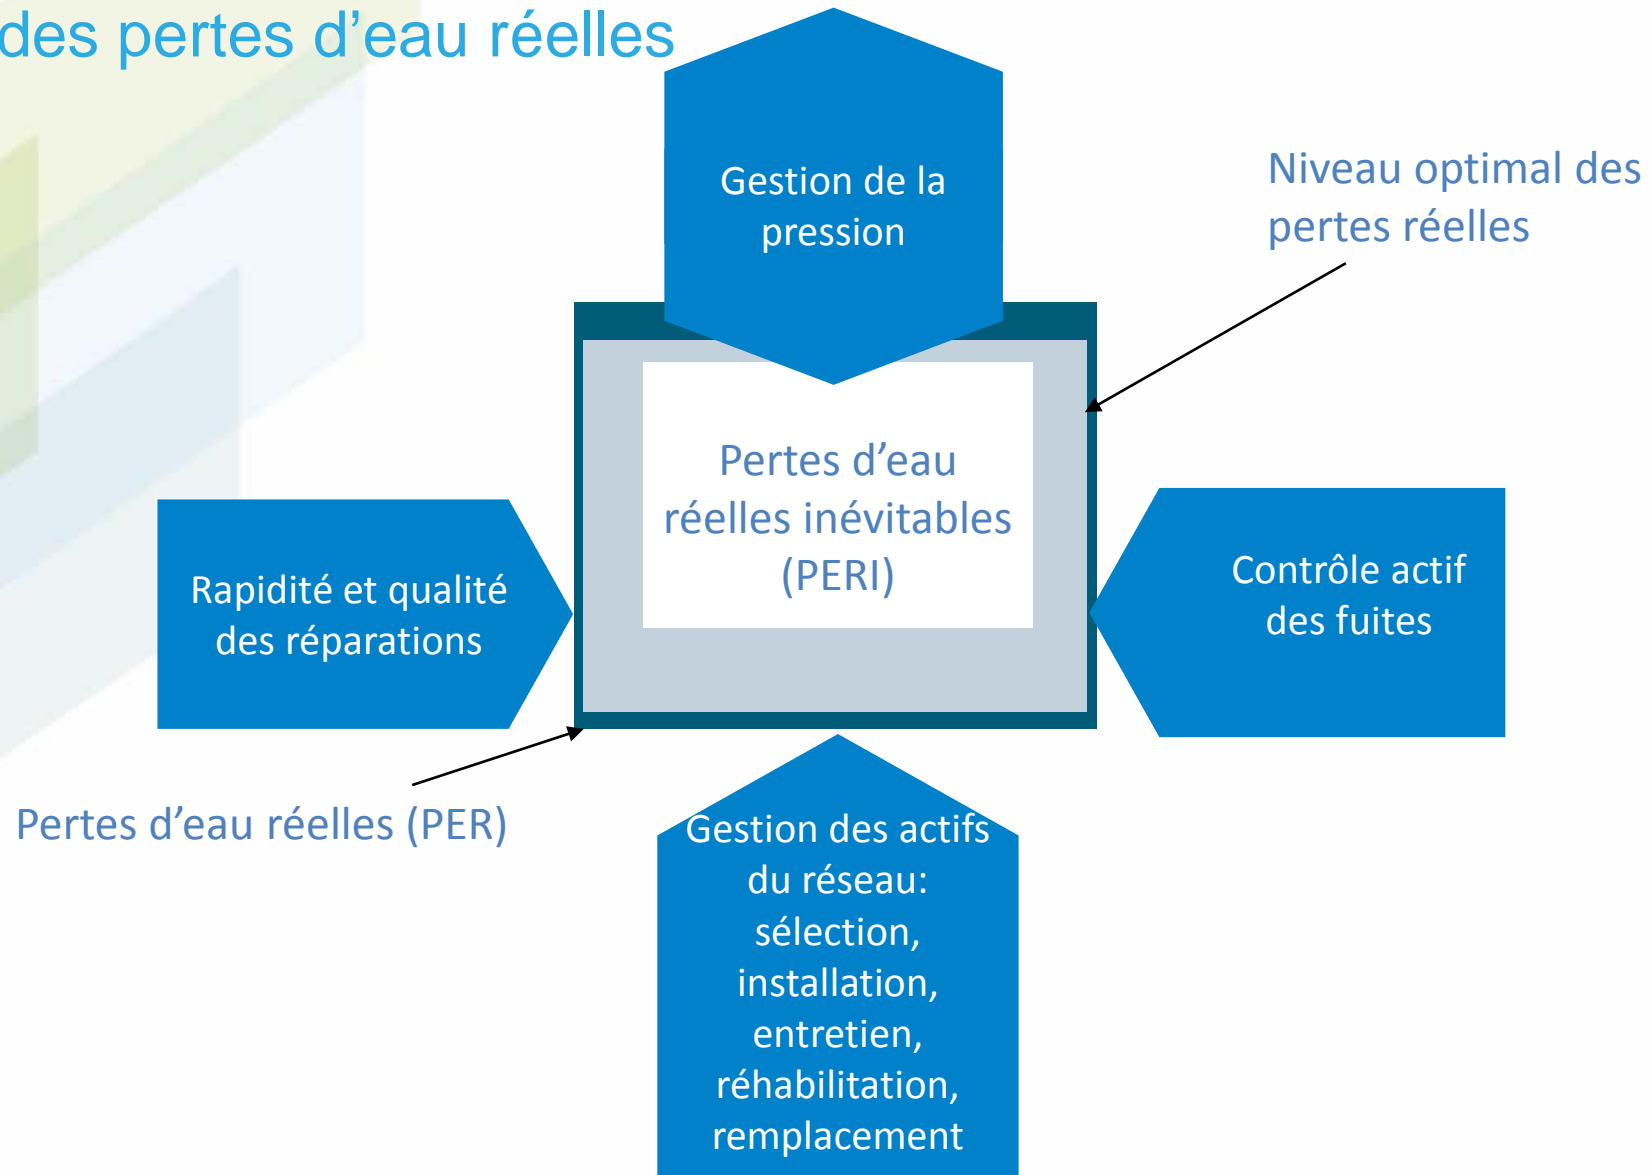 des pertes d’eau réelles
Gestion de la
pression
Niveau optimal des
pertes réelles
Pertes d’eau
réelles inévitables
(PERI)
Rapidité et qualité
des réparations
Contrôle actif
des fuites
Pertes d’eau réelles (PER)
Gestion des actifs
du réseau:
sélection,
installation,
entretien,
réhabilitation,
remplacement